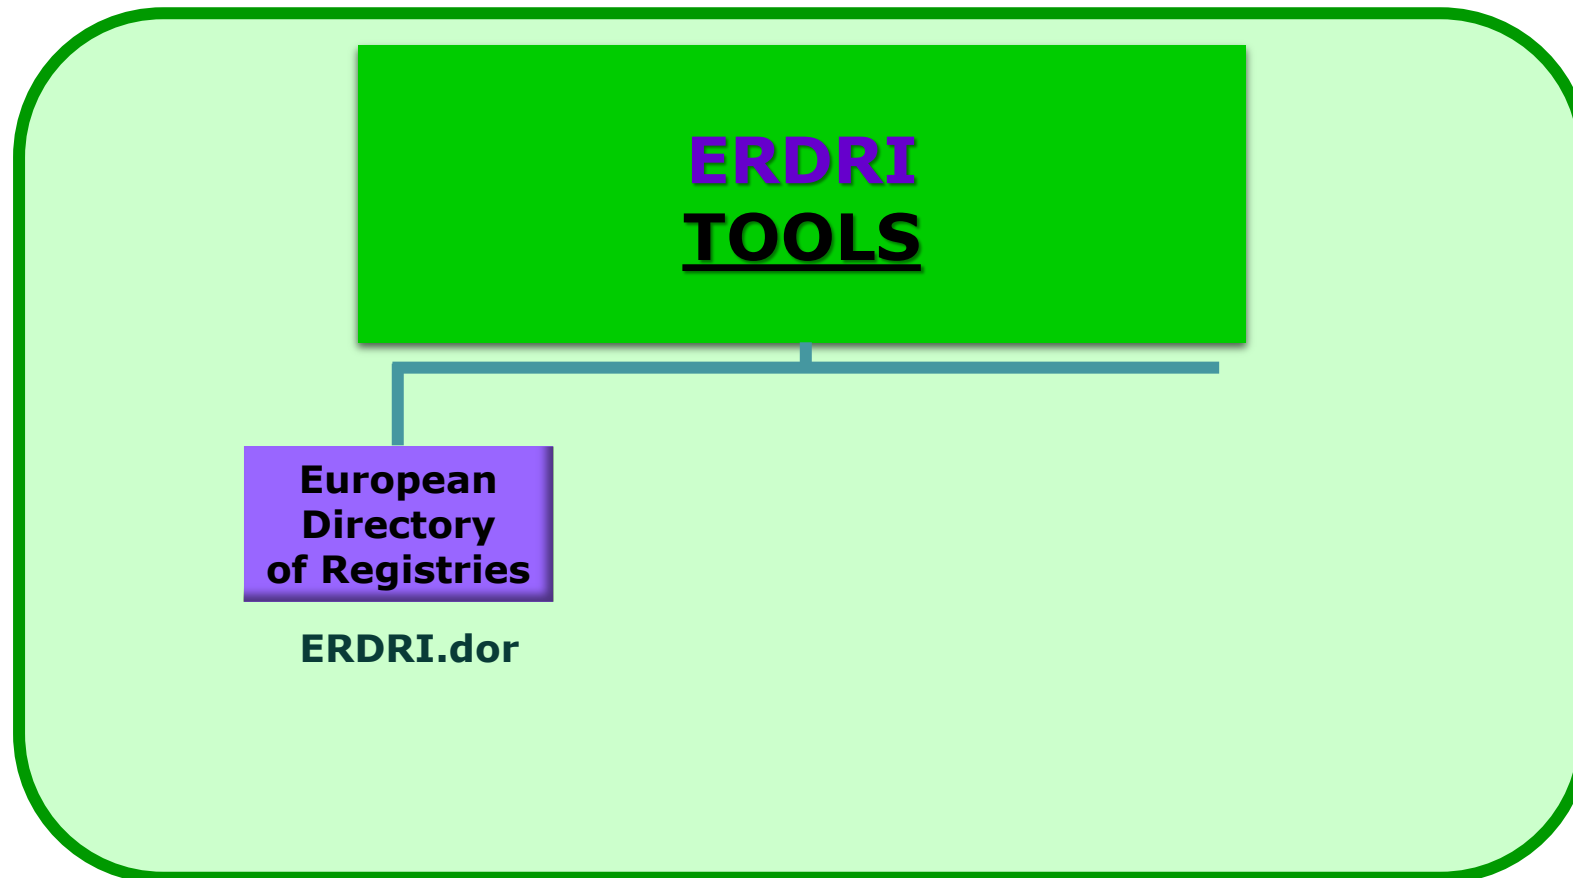 ERDRI
TOOLS
European
Directory
of Registries
ERDRI.dor